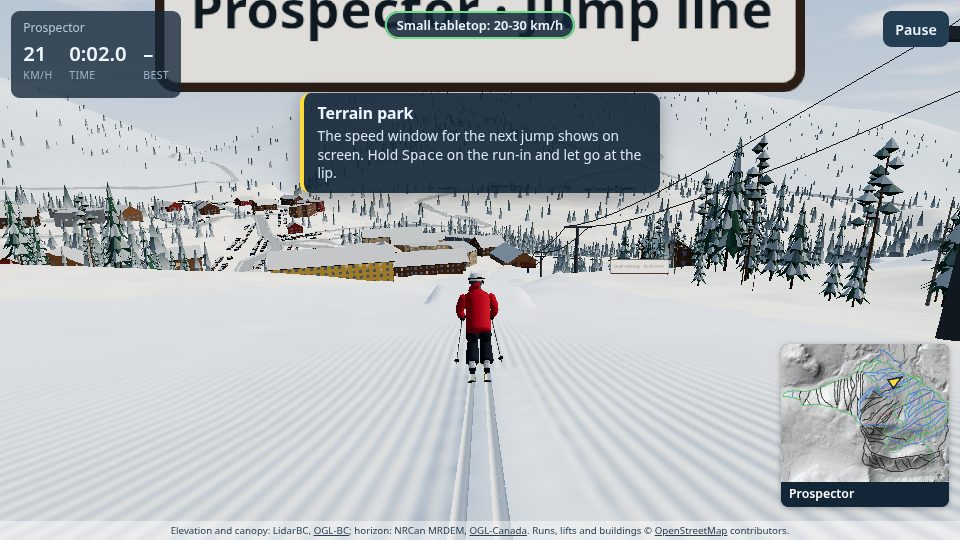 Prospector · Jump line
Small tabletop: 20-30 km/h
Prospector
21 0:02.0 –
KM/H TIME BEST
Pause
Terrain park
The speed window for the next jump shows on
screen. Hold Space on the run-in and let go at the
lip.
Prospector
Elevation and canopy: LidarBC, OGL-BC; horizon: NRCan MRDEM, OGL-Canada. Runs, lifts and buildings © OpenStreetMap contributors.